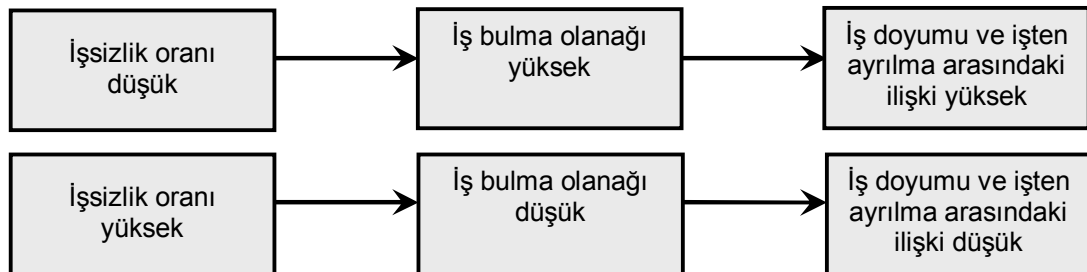 İşsizlik oranı
düşük
İş bulma olanağı
yüksek
İş doyumu ve işten
ayrılma arasındaki
ilişki yüksek
İşsizlik oranı
yüksek
İş bulma olanağı
düşük
İş doyumu ve işten
ayrılma arasındaki
ilişki düşük